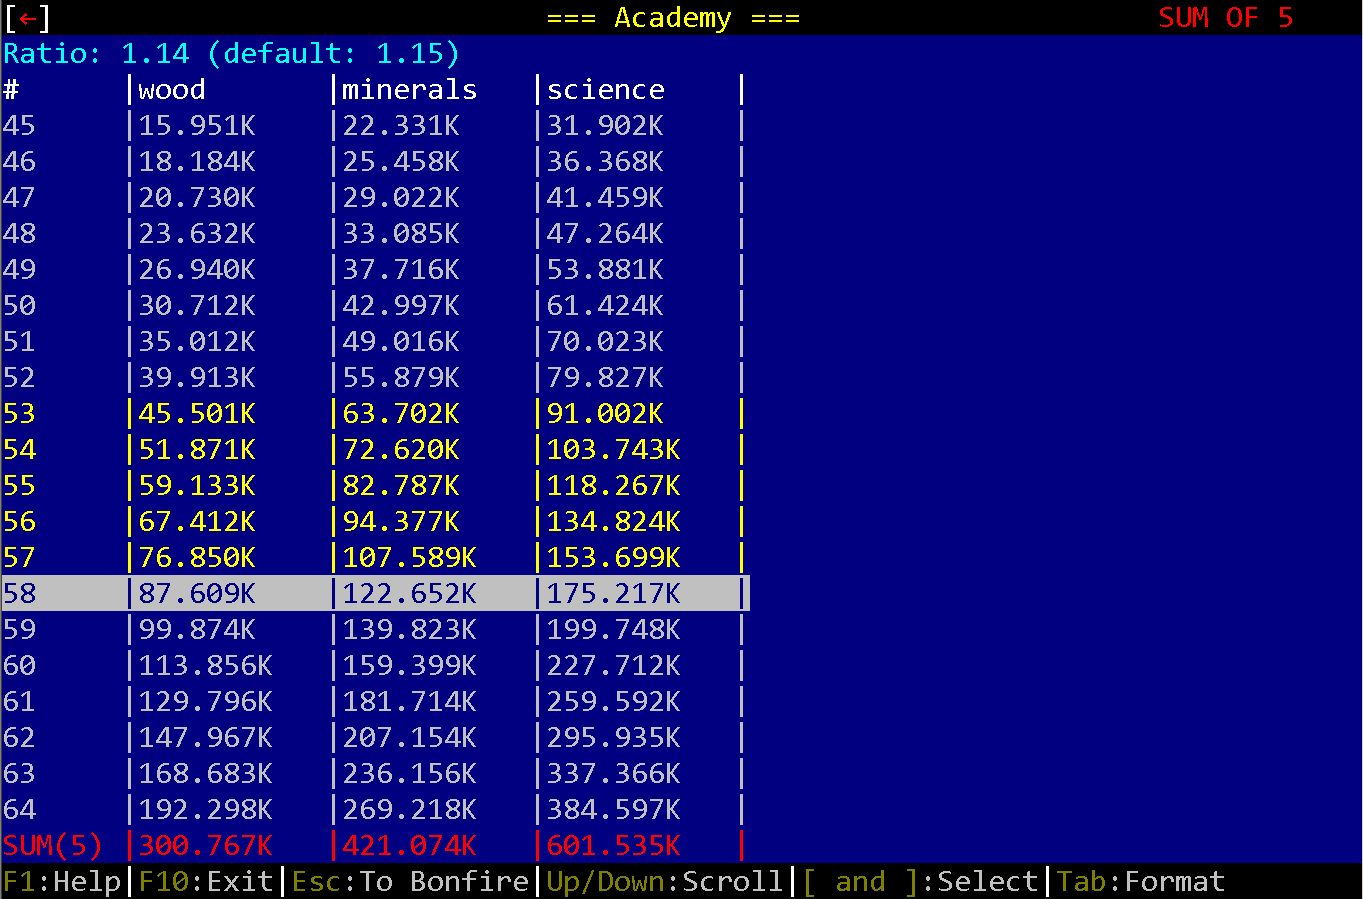 [←] === Academy === SUM OF 5
Ratio: 1.14 (default: 1.15)
# |wood |minerals |science |
45 |15.951K |22.331K |31.902K |
46 |18.184K |25.458K |36.368K |
47 |20.730K |29.022K |41.459K |
48 |23.632K |33.085K |47.264K |
49 |26.940K |37.716K |53.881K |
50 |30.712K |42.997K |61.424K |
51 |35.012K |49.016K |70.023K |
52 |39.913K |55.879K |79.827K |
53 |45.501K |63.702K |91.002K |
54 |51.871K |72.620K |103.743K |
55 |59.133K |82.787K |118.267K |
56 |67.412K |94.377K |134.824K |
57 |76.850K |107.589K |153.699K |
58 |87.609K |122.652K |175.217K |
59 |99.874K |139.823K |199.748K |
60 |113.856K |159.399K |227.712K |
61 |129.796K |181.714K |259.592K |
62 |147.967K |207.154K |295.935K |
63 |168.683K |236.156K |337.366K |
64 |192.298K |269.218K |384.597K |
SUM(5) |300.767K |421.074K |601.535K |
F1:Help|F10:Exit|Esc:To Bonfire|Up/Down:Scroll|[ and ]:Select|Tab:Format